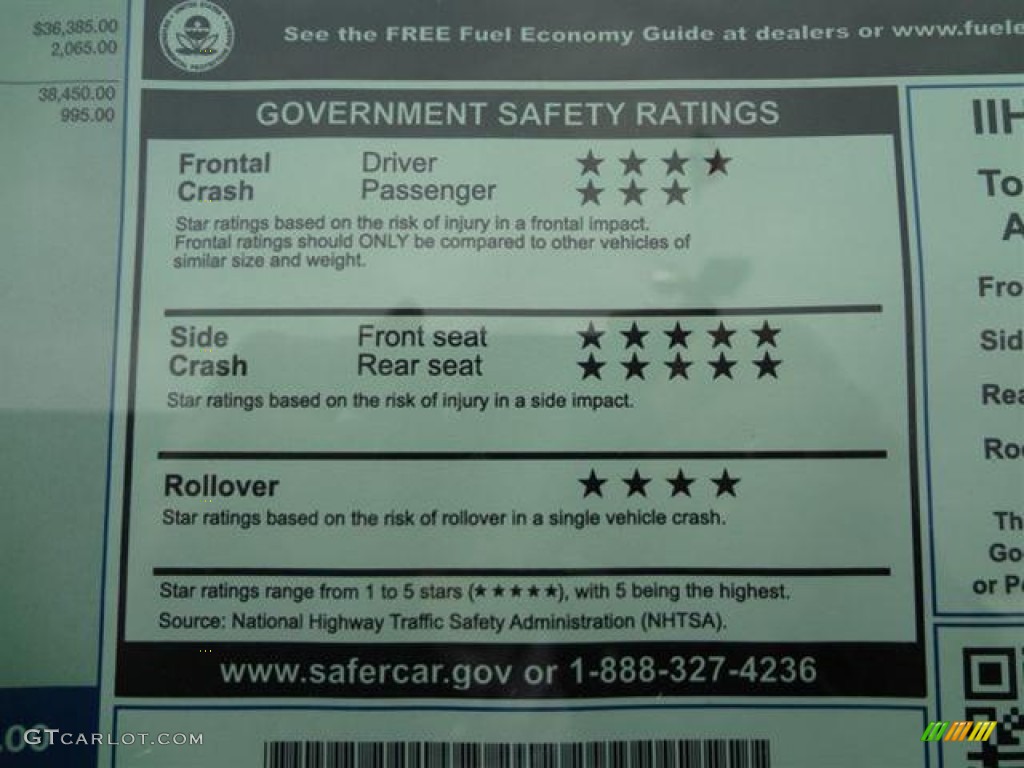 $36,385.00
2,065.00
38,450.00
995.00
See the FREE Fuel Economy Guide at dealers or www.fuele
GOVERNMENT SAFETY RATINGS
Frontal Driver ★★★★
Crash Passenger ★★★
Star ratings based on the risk of injury in a frontal impact.
Frontal ratings should ONLY be compared to other vehicles of
similar size and weight.
Side Front seat ★★★★★
Crash Rear seat ★★★★★
Star ratings based on the risk of injury in a side impact.
Rollover ★★★★
Star ratings based on the risk of rollover in a single vehicle crash.
Star ratings range from 1 to 5 stars (★★★★★), with 5 being the highest.
Source: National Highway Traffic Safety Administration (NHTSA).
www.safercar.gov or 1-888-327-4236
IIH
To
A
Fro
Sid
Rea
Roo
Th
Goo
or Po
.00
GTCARLOT.COM